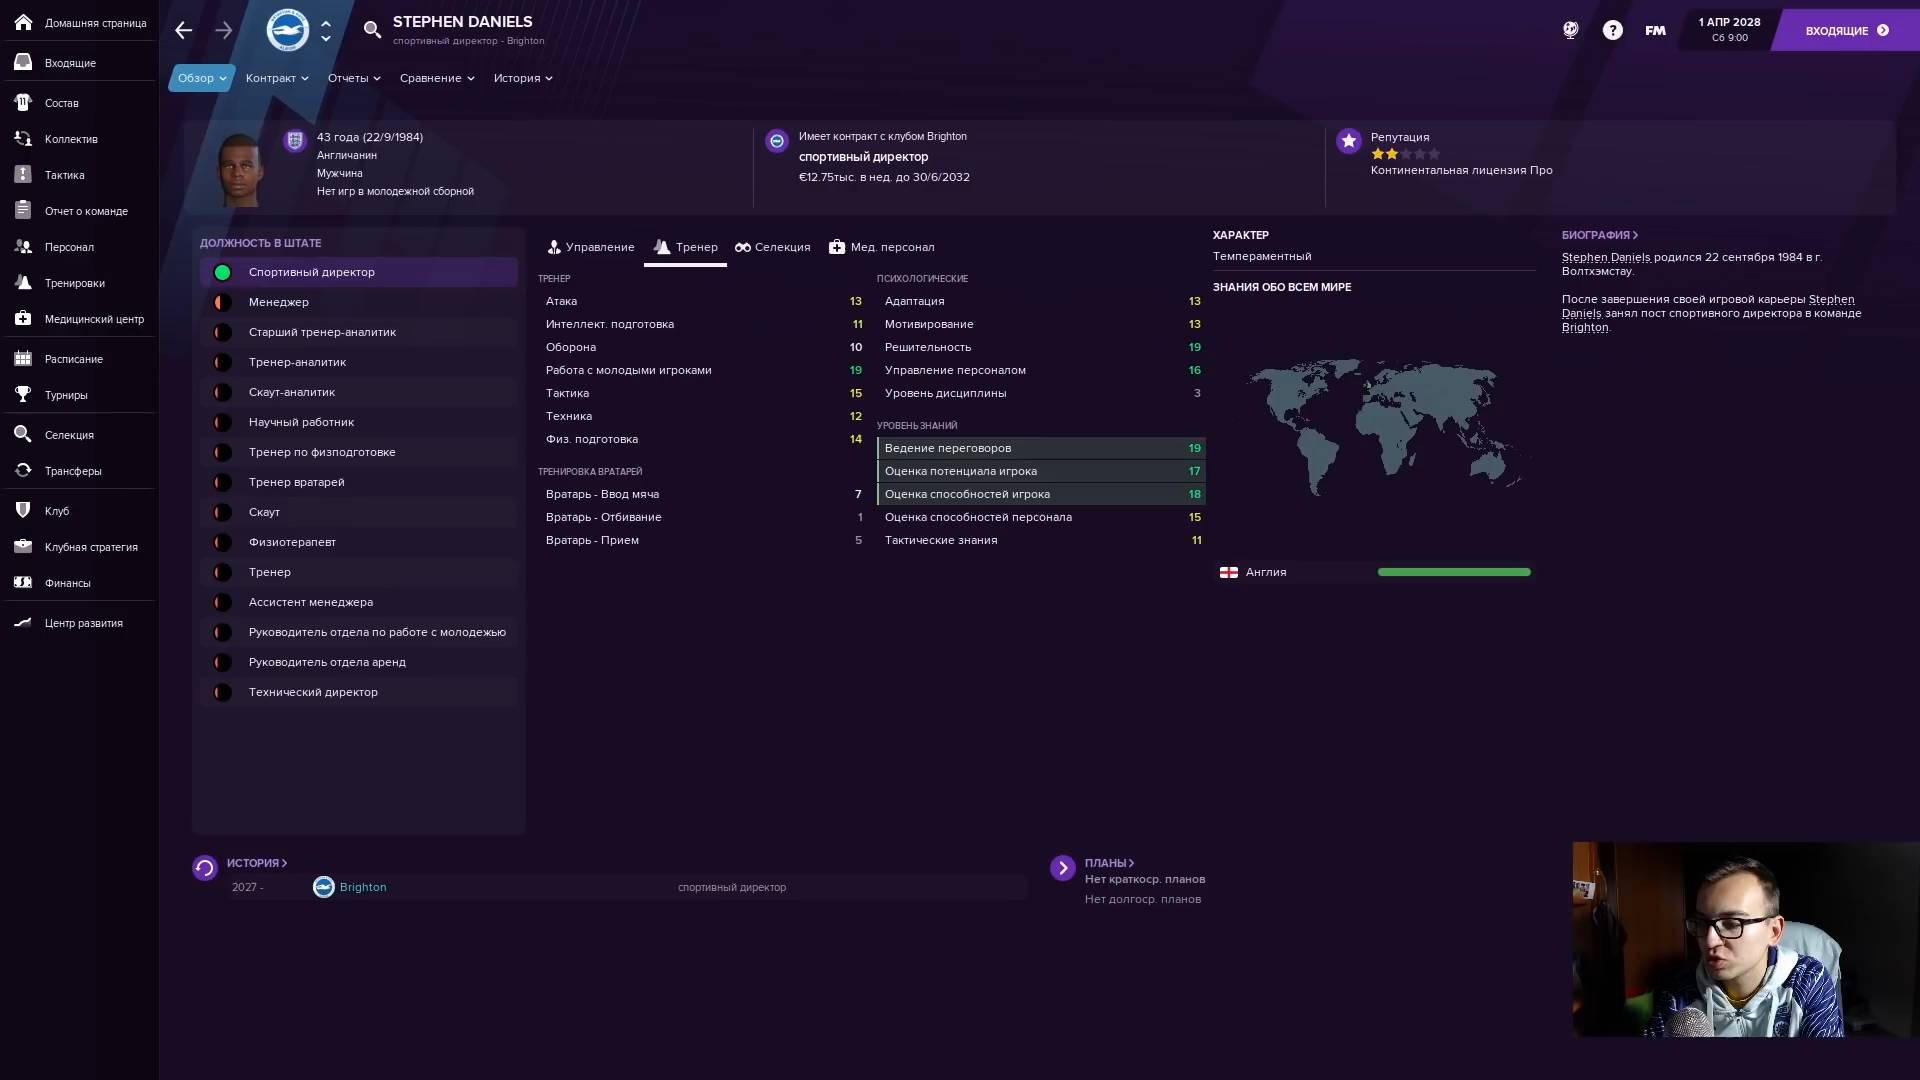 Домашняя страница
Входящие
Состав
Коллектив
Тактика
Отчет о команде
Персонал
Тренировки
Медицинский центр
Расписание
Турниры
Селекция
Трансферы
Клуб
Клубная стратегия
Финансы
Центр развития
STEPHEN DANIELS
спортивный директор - Brighton
FM
1 АПР 2028
Сб 9:00
ВХОДЯЩИЕ
Обзор
Контракт
Отчеты
Сравнение
История
43 года (22/9/1984)
Англичанин
Мужчина
Нет игр в молодежной сборной
Имеет контракт с клубом Brighton
спортивный директор
€12.75тыс. в нед. до 30/6/2032
Репутация
Континентальная лицензия Про
ДОЛЖНОСТЬ В ШТАТЕ
Спортивный директор
Менеджер
Старший тренер-аналитик
Тренер-аналитик
Скаут-аналитик
Научный работник
Тренер по физподготовке
Тренер вратарей
Скаут
Физиотерапевт
Тренер
Ассистент менеджера
Руководитель отдела по работе с молодежью
Руководитель отдела аренд
Технический директор
Управление
Тренер
Селекция
Мед. персонал
ТРЕНЕР
Атака 13
Интеллект. подготовка 11
Оборона 10
Работа с молодыми игроками 19
Тактика 15
Техника 12
Физ. подготовка 14
ТРЕНИРОВКА ВРАТАРЕЙ
Вратарь - Ввод мяча 7
Вратарь - Отбивание 1
Вратарь - Прием 5
ПСИХОЛОГИЧЕСКИЕ
Адаптация 13
Мотивирование 13
Решительность 19
Управление персоналом 16
Уровень дисциплины 3
УРОВЕНЬ ЗНАНИЙ
Ведение переговоров 19
Оценка потенциала игрока 17
Оценка способностей игрока 18
Оценка способностей персонала 15
Тактические знания 11
ХАРАКТЕР
Темпераментный
ЗНАНИЯ ОБО ВСЕМ МИРЕ
Англия
БИОГРАФИЯ
Stephen Daniels родился 22 сентября 1984 в г.
Волтхэмстау.
После завершения своей игровой карьеры Stephen
Daniels занял пост спортивного директора в команде
Brighton.
ИСТОРИЯ
2027 - Brighton спортивный директор
ПЛАНЫ
Нет краткоср. планов
Нет долгоср. планов